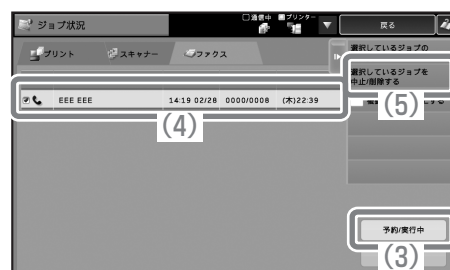 ジョブ状況
通信中
プリンター
戻る
プリント
スキャナー
ファクス
選択しているジョブの
選択しているジョブを
中止/削除する
(5)
EEE EEE 14:19 02/28 0000/0008 (木)22:39
(4)
予約/実行中
(3)